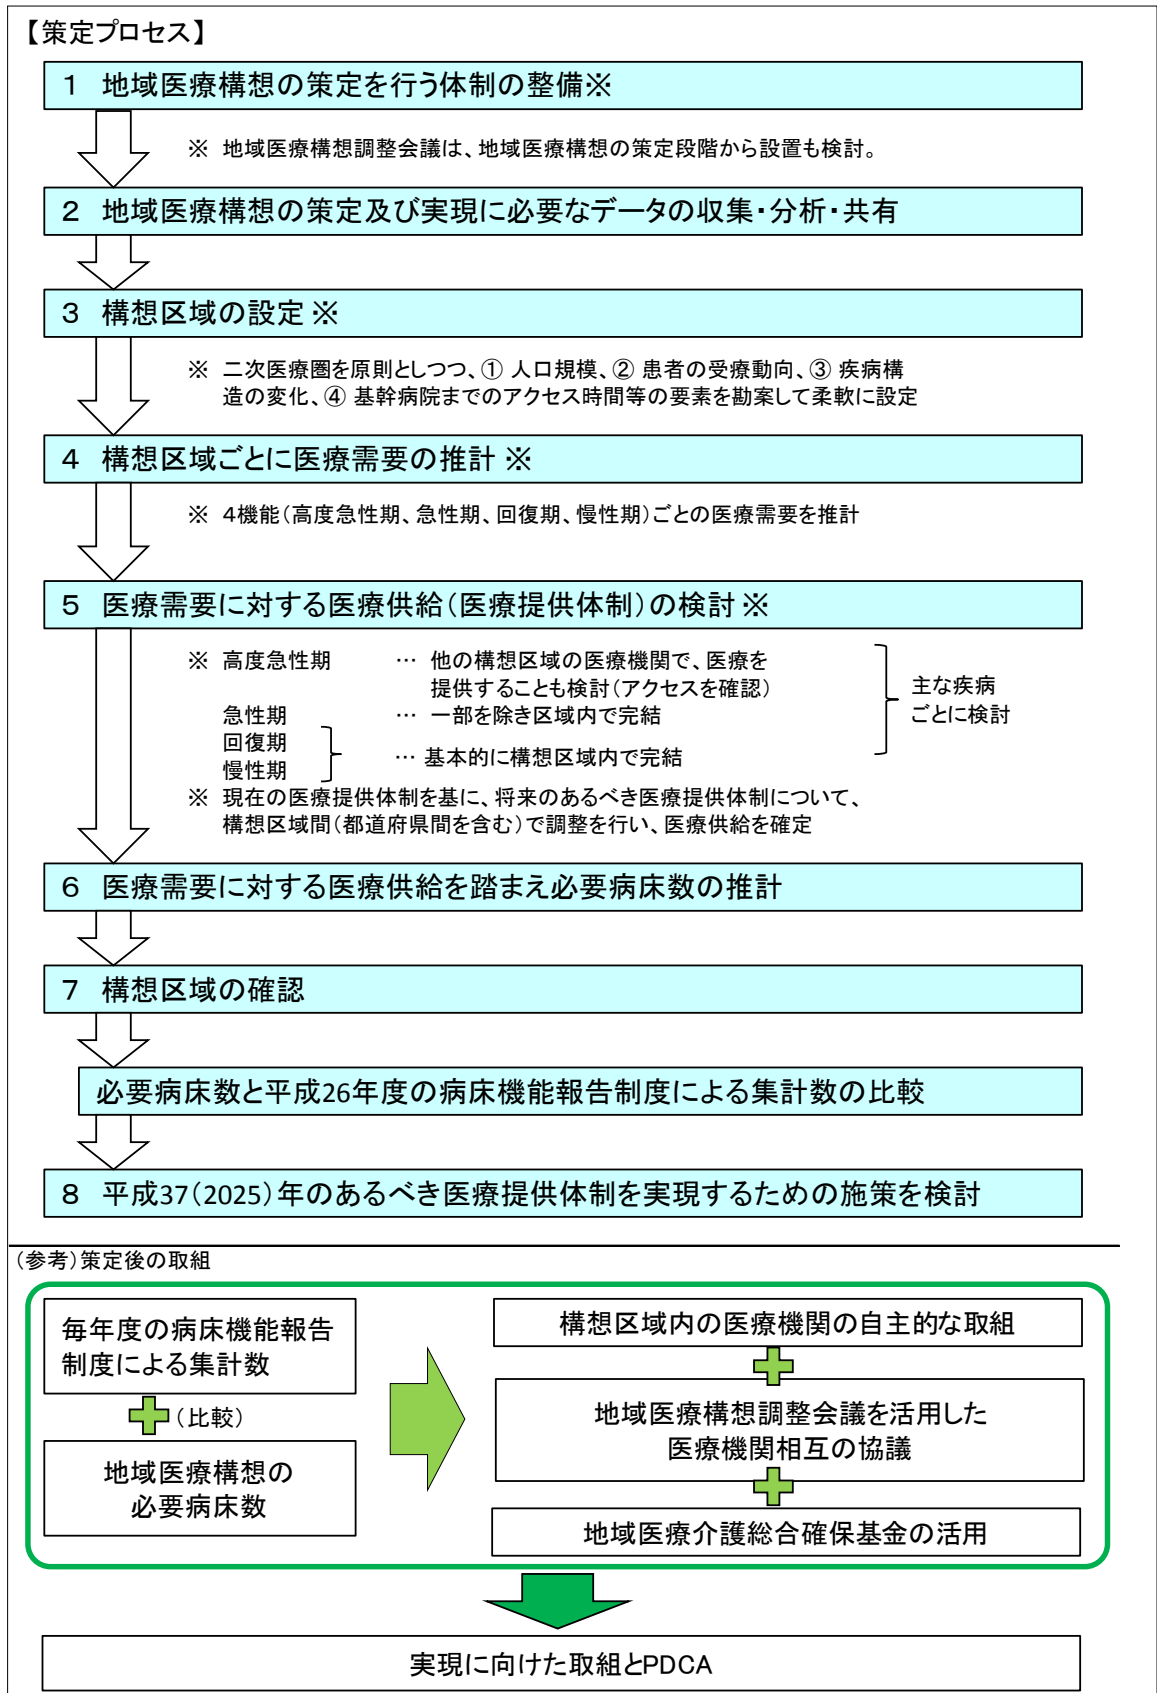 【策定プロセス】
１　地域医療構想の策定を行う体制の整備※
※　地域医療構想調整会議は、地域医療構想の策定段階から設置も検討。
２　地域医療構想の策定及び実現に必要なデータの収集・分析・共有
３　構想区域の設定※
※　二次医療圏を原則としつつ、① 人口規模、② 患者の受療動向、③ 疾病構
造の変化、④ 基幹病院までのアクセス時間等の要素を勘案して柔軟に設定
４　構想区域ごとに医療需要の推計※
※　４機能（高度急性期、急性期、回復期、慢性期）ごとの医療需要を推計
５　医療需要に対する医療供給（医療提供体制）の検討※
※　高度急性期　…　他の構想区域の医療機関で、医療を
提供することも検討（アクセスを確認）
急性期　…　一部を除き区域内で完結
回復期
慢性期
…　基本的に構想区域内で完結
主な疾病
ごとに検討
※　現在の医療提供体制を基に、将来のあるべき医療提供体制について、
構想区域間（都道府県間を含む）で調整を行い、医療供給を確定
６　医療需要に対する医療供給を踏まえ必要病床数の推計
７　構想区域の確認
必要病床数と平成26年度の病床機能報告制度による集計数の比較
８　平成37（2025）年のあるべき医療提供体制を実現するための施策を検討
（参考）策定後の取組
毎年度の病床機能報告
制度による集計数
（比較）
地域医療構想の
必要病床数
構想区域内の医療機関の自主的な取組
地域医療構想調整会議を活用した
医療機関相互の協議
地域医療介護総合確保基金の活用
実現に向けた取組とPDCA